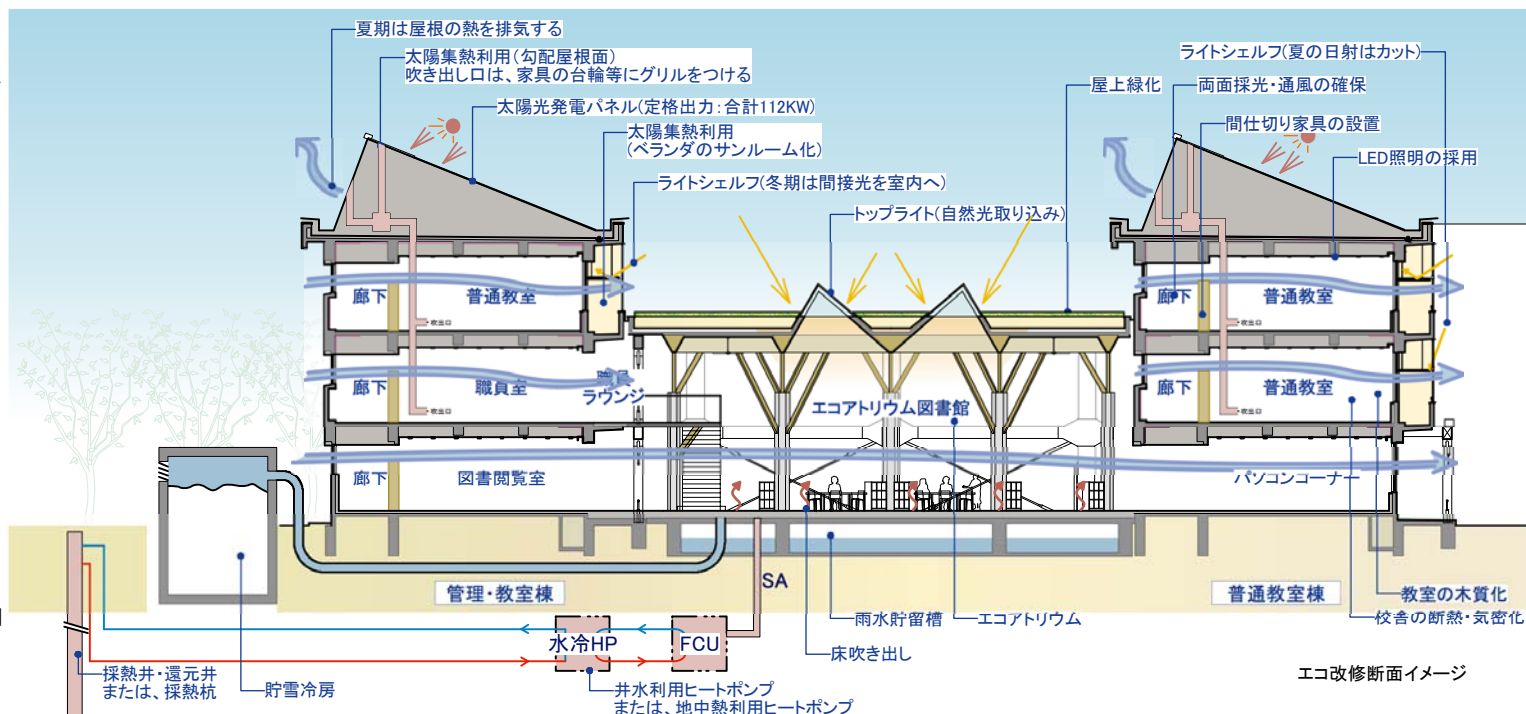 夏期は屋根の熱を排気する
太陽集熱利用(勾配屋根面)
吹き出し口は、家具の台輪等にグリルをつける
太陽光発電パネル(定格出力:合計112KW)
太陽集熱利用
(ベランダのサンルーム化)
ライトシェルフ(冬期は間接光を室内へ)
トップライト(自然光取り込み)
屋上緑化
ライトシェルフ(夏の日射はカット)
両面採光・通風の確保
間仕切り家具の設置
LED照明の採用
廊下
普通教室
吹出口
廊下
職員室
ラウンジ
吹出口
廊下
図書閲覧室
エコアトリウム図書館
廊下
普通教室
吹出口
廊下
普通教室
吹出口
パソコンコーナー
管理・教室棟
SA
普通教室棟
教室の木質化
校舎の断熱・気密化
雨水貯留槽
エコアトリウム
床吹き出し
水冷HP
FCU
採熱井・還元井
または、採熱杭
貯雪冷房
井水利用ヒートポンプ
または、地中熱利用ヒートポンプ
エコ改修断面イメージ